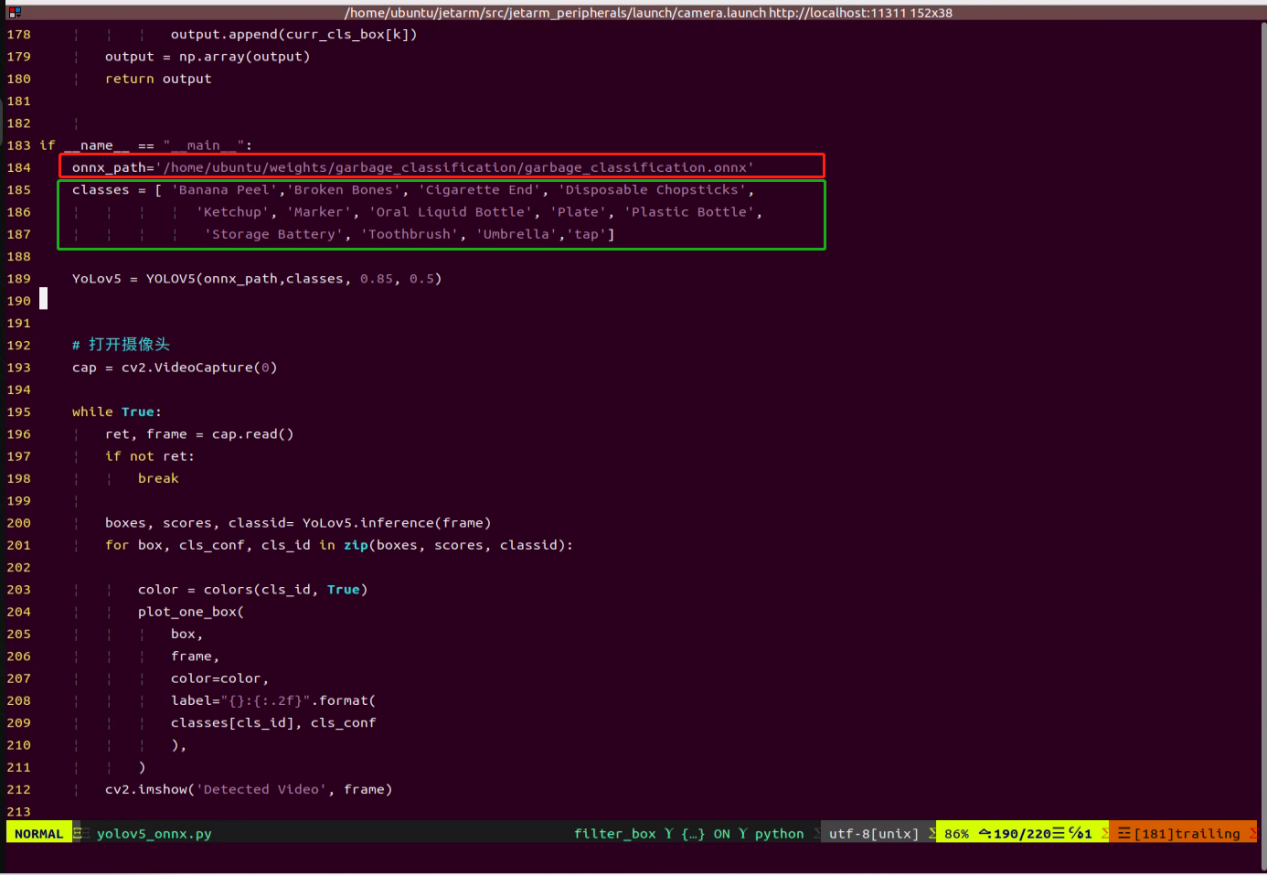 /home/ubuntu/jetarm/src/jetarm_peripherals/launch/camera.launch http://localhost:11311 152x38
178 output.append(curr_cls_box[k])
179 output = np.array(output)
180 return output
181
182
183 if __name__ == "__main__":
184 onnx_path='/home/ubuntu/weights/garbage_classification/garbage_classification.onnx'
185 classes = [ 'Banana Peel','Broken Bones', 'Cigarette End', 'Disposable Chopsticks',
186 'Ketchup', 'Marker', 'Oral Liquid Bottle', 'Plate', 'Plastic Bottle',
187 'Storage Battery', 'Toothbrush', 'Umbrella','tap']
188
189 YoLov5 = YOLOV5(onnx_path,classes, 0.85, 0.5)
190
191
192 # 打开摄像头
193 cap = cv2.VideoCapture(0)
194
195 while True:
196 ret, frame = cap.read()
197 if not ret:
198 break
199
200 boxes, scores, classid= YoLov5.inference(frame)
201 for box, cls_conf, cls_id in zip(boxes, scores, classid):
202
203 color = colors(cls_id, True)
204 plot_one_box(
205 box,
206 frame,
207 color=color,
208 label="{}:{:.2f}".format(
209 classes[cls_id], cls_conf
210 ),
211 )
212 cv2.imshow('Detected Video', frame)
213
NORMAL yolov5_onnx.py filter_box Y {…} ON Y python utf-8[unix] 86% 190/220☰℅1 ☲[181]trailing